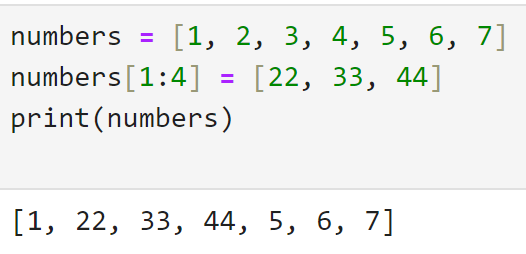 numbers = [1, 2, 3, 4, 5, 6, 7]
numbers[1:4] = [22, 33, 44]
print(numbers)
[1, 22, 33, 44, 5, 6, 7]